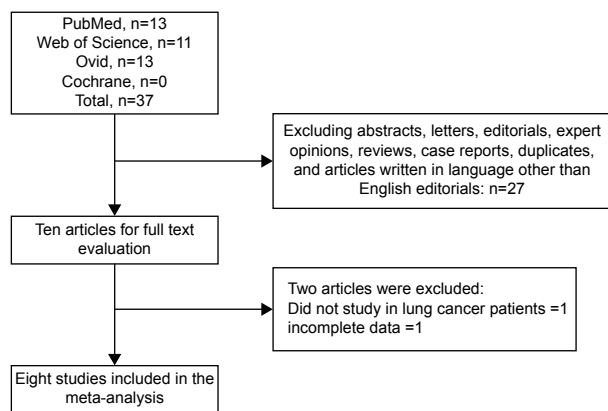 PubMed, n=13
Web of Science, n=11
Ovid, n=13
Cochrane, n=0
Total, n=37
Excluding abstracts, letters, editorials, expert
opinions, reviews, case reports, duplicates,
and articles written in language other than
English editorials: n=27
Ten articles for full text
evaluation
Two articles were excluded:
Did not study in lung cancer patients =1
incomplete data =1
Eight studies included in the
meta-analysis